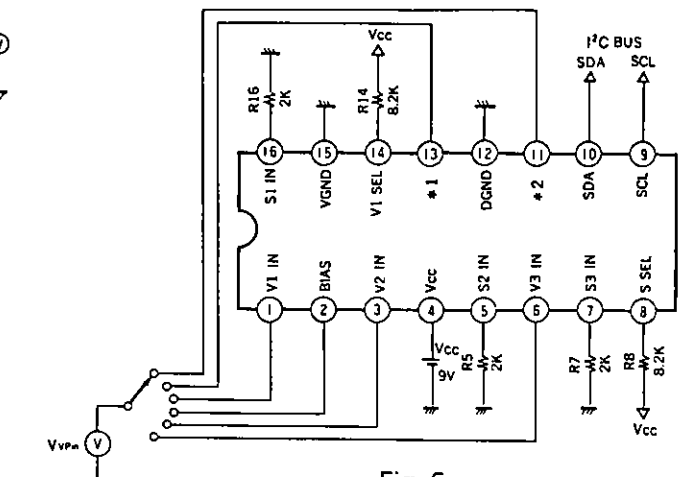 I²C BUS
Vcc
SDA SCL
R16
2K
R14
8.2K
16 15 14 13 12 11 10 9
S1 IN
VGND
V1 SEL
*1
DGND
*2
SDA
SCL
V1 IN
BIAS
V2 IN
Vcc
S2 IN
V3 IN
S3 IN
S SEL
1 2 3 4 5 6 7 8
Vcc
9V
R5
2K
R7
2K
R8
8.2K
Vcc
V